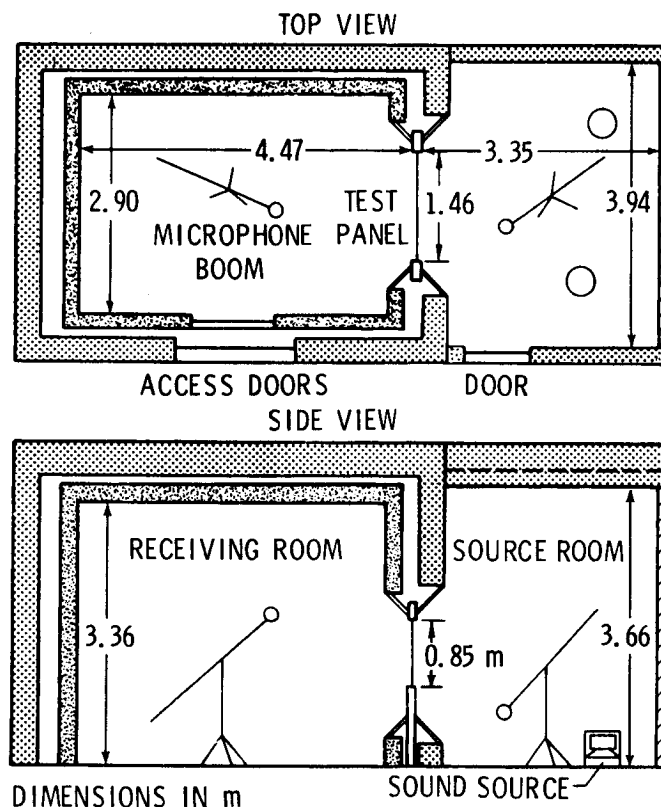 TOP VIEW
4.47
3.35
2.90
TEST
PANEL
1.46
3.94
MICROPHONE
BOOM
ACCESS DOORS
DOOR
SIDE VIEW
RECEIVING ROOM
SOURCE ROOM
3.36
0.85 m
3.66
DIMENSIONS IN m
SOUND SOURCE